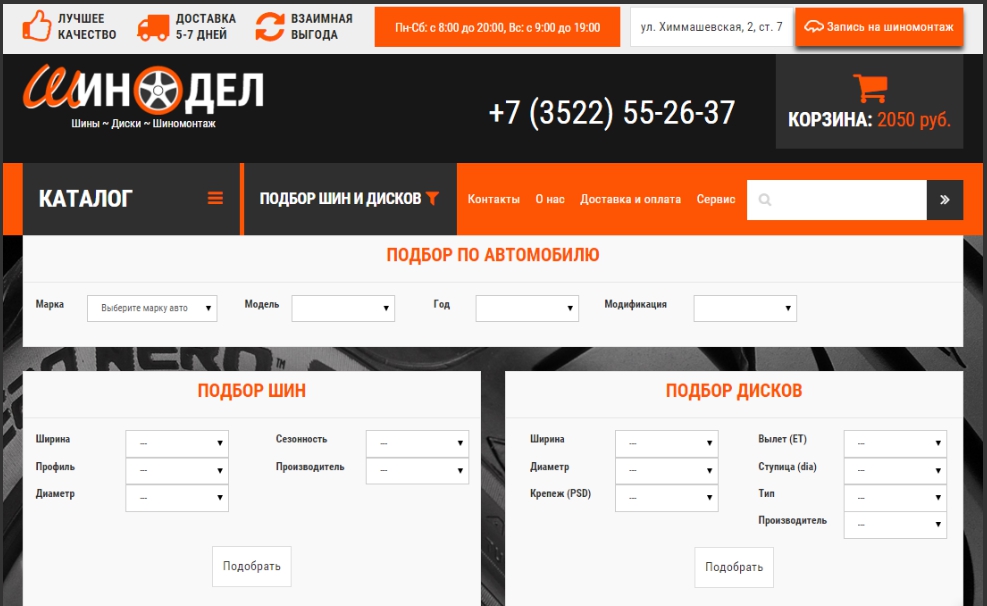 ЛУЧШЕЕ КАЧЕСТВО
ДОСТАВКА 5-7 ДНЕЙ
ВЗАИМНАЯ ВЫГОДА
Пн-Сб: с 8:00 до 20:00, Вс: с 9:00 до 19:00
ул. Химмашевская, 2, ст. 7
Запись на шиномонтаж
ШИНОДЕЛ
Шины ~ Диски ~ Шиномонтаж
+7 (3522) 55-26-37
КОРЗИНА: 2050 руб.
КАТАЛОГ
ПОДБОР ШИН И ДИСКОВ
Контакты О нас Доставка и оплата Сервис
ПОДБОР ПО АВТОМОБИЛЮ
Марка Выберите марку авто Модель Год Модификация
ПОДБОР ШИН
Ширина --- Сезонность ---
Профиль --- Производитель ---
Диаметр ---
Подобрать
ПОДБОР ДИСКОВ
Ширина --- Вылет (ET) ---
Диаметр --- Ступица (dia) ---
Крепеж (PSD) --- Тип ---
Производитель ---
Подобрать